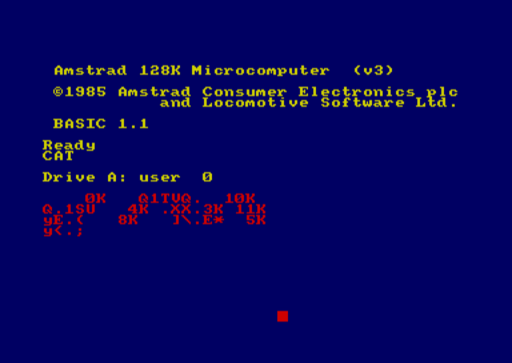 Amstrad 128K Microcomputer (v3)
©1985 Amstrad Consumer Electronics plc
and Locomotive Software Ltd.
BASIC 1.1
Ready
CAT
Drive A: user 0
0K Q1TVQ. 10K
Q.1SU 4K .XX.3K 11K
yE.( 8K ]\.E* 5K
y(.;